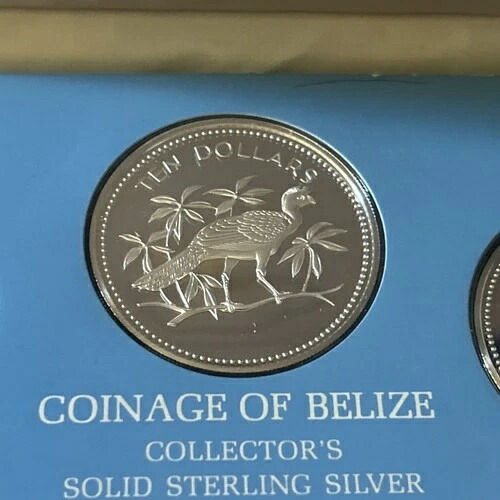 TEN DOLLARS
COINAGE OF BELIZE
COLLECTOR'S
SOLID STERLING SILVER